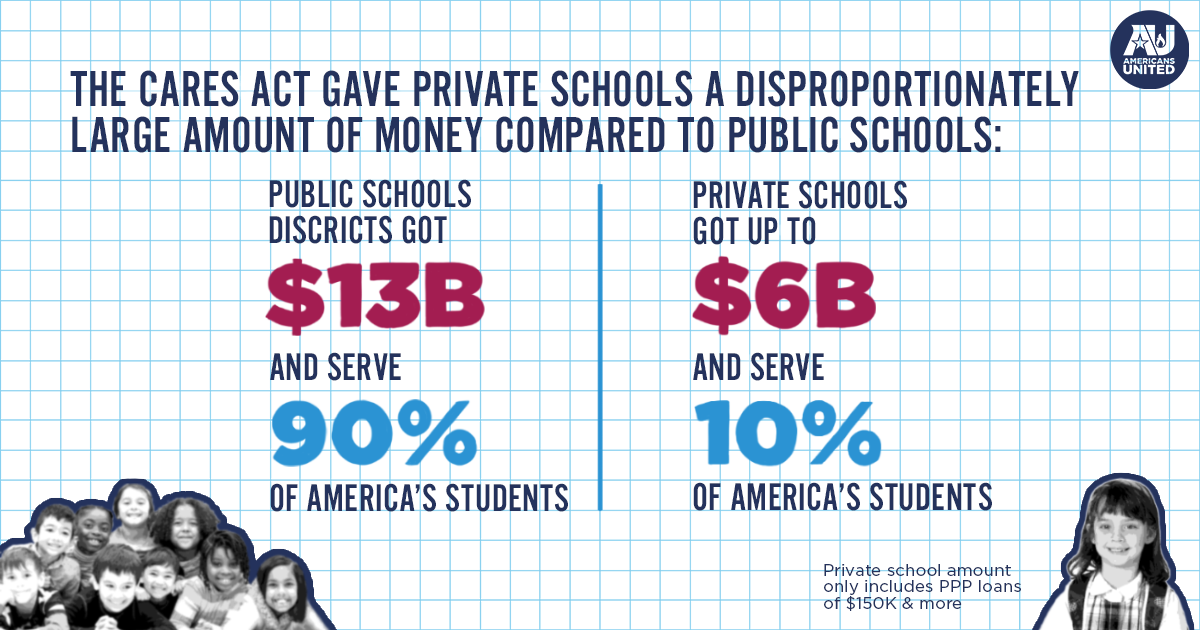 AU
AMERICANS
UNITED
THE CARES ACT GAVE PRIVATE SCHOOLS A DISPROPORTIONATELY
LARGE AMOUNT OF MONEY COMPARED TO PUBLIC SCHOOLS:
PUBLIC SCHOOLS
DISCRICTS GOT
$13B
AND SERVE
90%
OF AMERICA'S STUDENTS
PRIVATE SCHOOLS
GOT UP TO
$6B
AND SERVE
10%
OF AMERICA'S STUDENTS
Private school amount
only includes PPP loans
of $150K & more